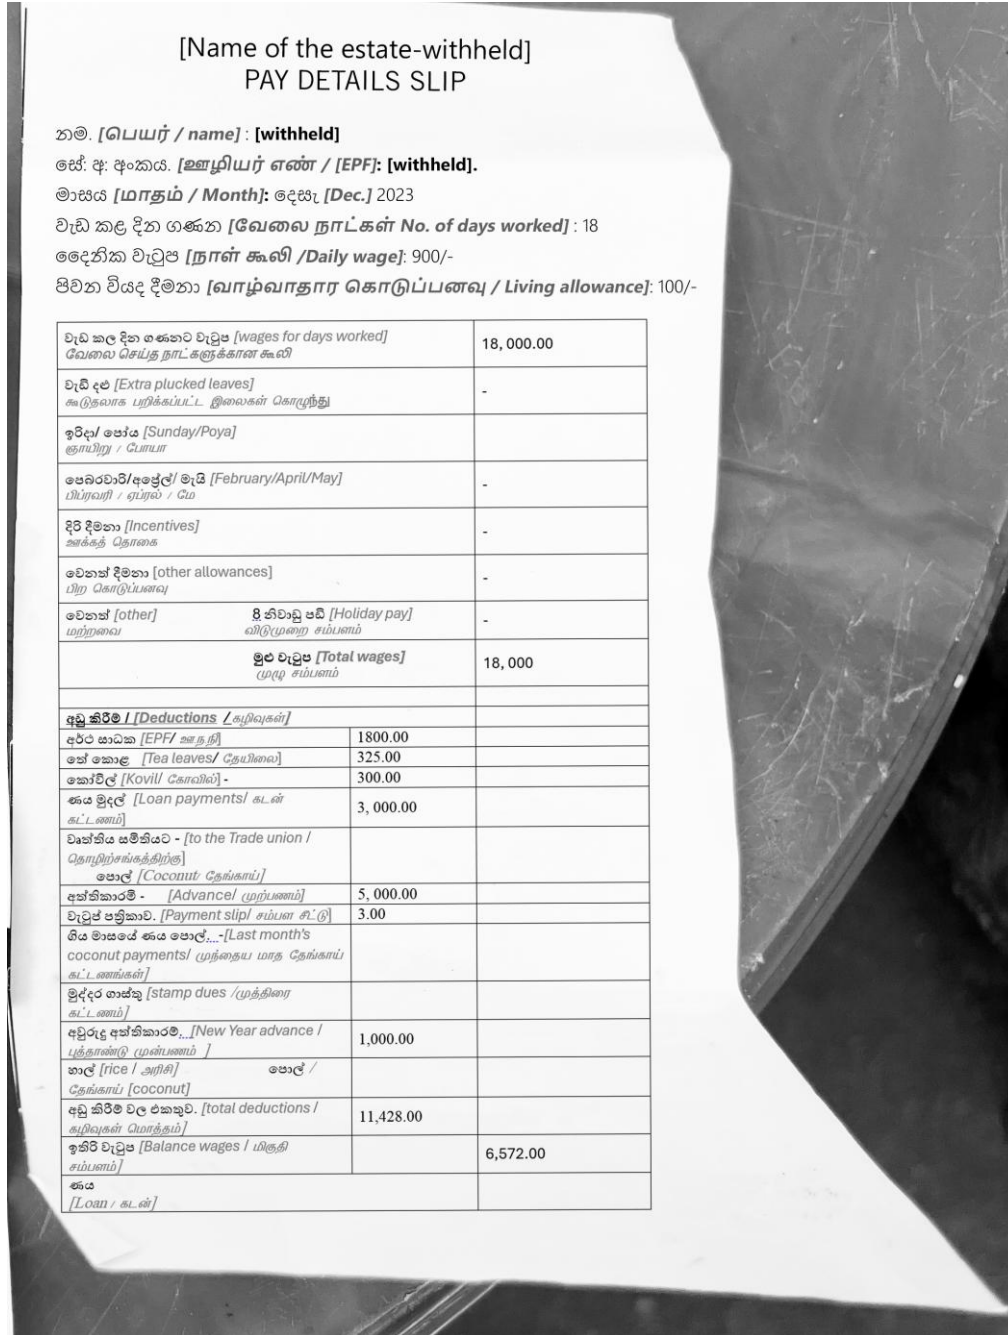 [Name of the estate-withheld]
PAY DETAILS SLIP
නම. [பெயர் / name] : [withheld]
සේ: අ: අංකය. [ஊழியர் எண் / [EPF]: [withheld].
මාසය [மாதம் / Month]: දෙසැ [Dec.] 2023
වැඩ කළ දින ගණන [வேலை நாட்கள் No. of days worked] : 18
දෛනික වැටුප [நாள் கூலி /Daily wage]: 900/-
පිවන වියද දීමනා [வாழ்வாதார கொடுப்பனவு / Living allowance]: 100/-
වැඩ කල දින ගණනට වැටුප [wages for days worked]
வேலை செய்த நாட்களுக்கான கூலி
18, 000.00
වැඩි දළු [Extra plucked leaves]
கூடுதலாக பறிக்கப்பட்ட இலைகள் கொழுந்து
-
ඉරිදා/ පෝය [Sunday/Poya]
ஞாயிறு / போயா
-
පෙබරවාරි/අප්‍රේල්/ මැයි [February/April/May]
பிப்ரவரி / ஏப்ரல் / மே
-
දිරි දීමනා [Incentives]
ஊக்கத் தொகை
-
වෙනත් දීමනා [other allowances]
பிற கொடுப்பனவு
-
වෙනත් [other] 8 නිවාඩු පඩි [Holiday pay]
மற்றவை விடுமுறை சம்பளம்
-
මුළු වැටුප [Total wages]
முழு சம்பளம்
18, 000
අඩු කිරීම් / [Deductions / கழிவுகள்]
අර්ථ සාධක [EPF/ ஊ.ந.நி] 1800.00
තේ කොළ [Tea leaves/ தேயிலை] 325.00
කෝවිල් [Kovil/ கோவில்] - 300.00
ණය මුදල් [Loan payments/ கடன்
கட்டணம்]
3, 000.00
වෘත්තිය සමිතියට - [to the Trade union /
தொழிற்சங்கத்திற்கு]
පොල් [Coconut/ தேங்காய்]
අත්තිකාරම් - [Advance/ முற்பணம்] 5, 000.00
වැටුප් පත්‍රිකාව. [Payment slip/ சம்பள சிட்டு] 3.00
ගිය මාසයේ ණය පොල්. -[Last month's
coconut payments/ முந்தைய மாத தேங்காய்
கட்டணங்கள்]
මුද්දර ගාස්තු [stamp dues /முத்திரை
கட்டணம்]
අවුරුදු අත්තිකාරම්. [New Year advance /
புத்தாண்டு முன்பணம் ]
1,000.00
හාල් [rice / அரிசி] පොල් /
தேங்காய் [coconut]
අඩු කිරීම් වල එකතුව. [total deductions /
கழிவுகள் மொத்தம்]
11,428.00
ඉතිරි වැටුප [Balance wages / மிகுதி
சம்பளம்]
6,572.00
ණය
[Loan / கடன்]